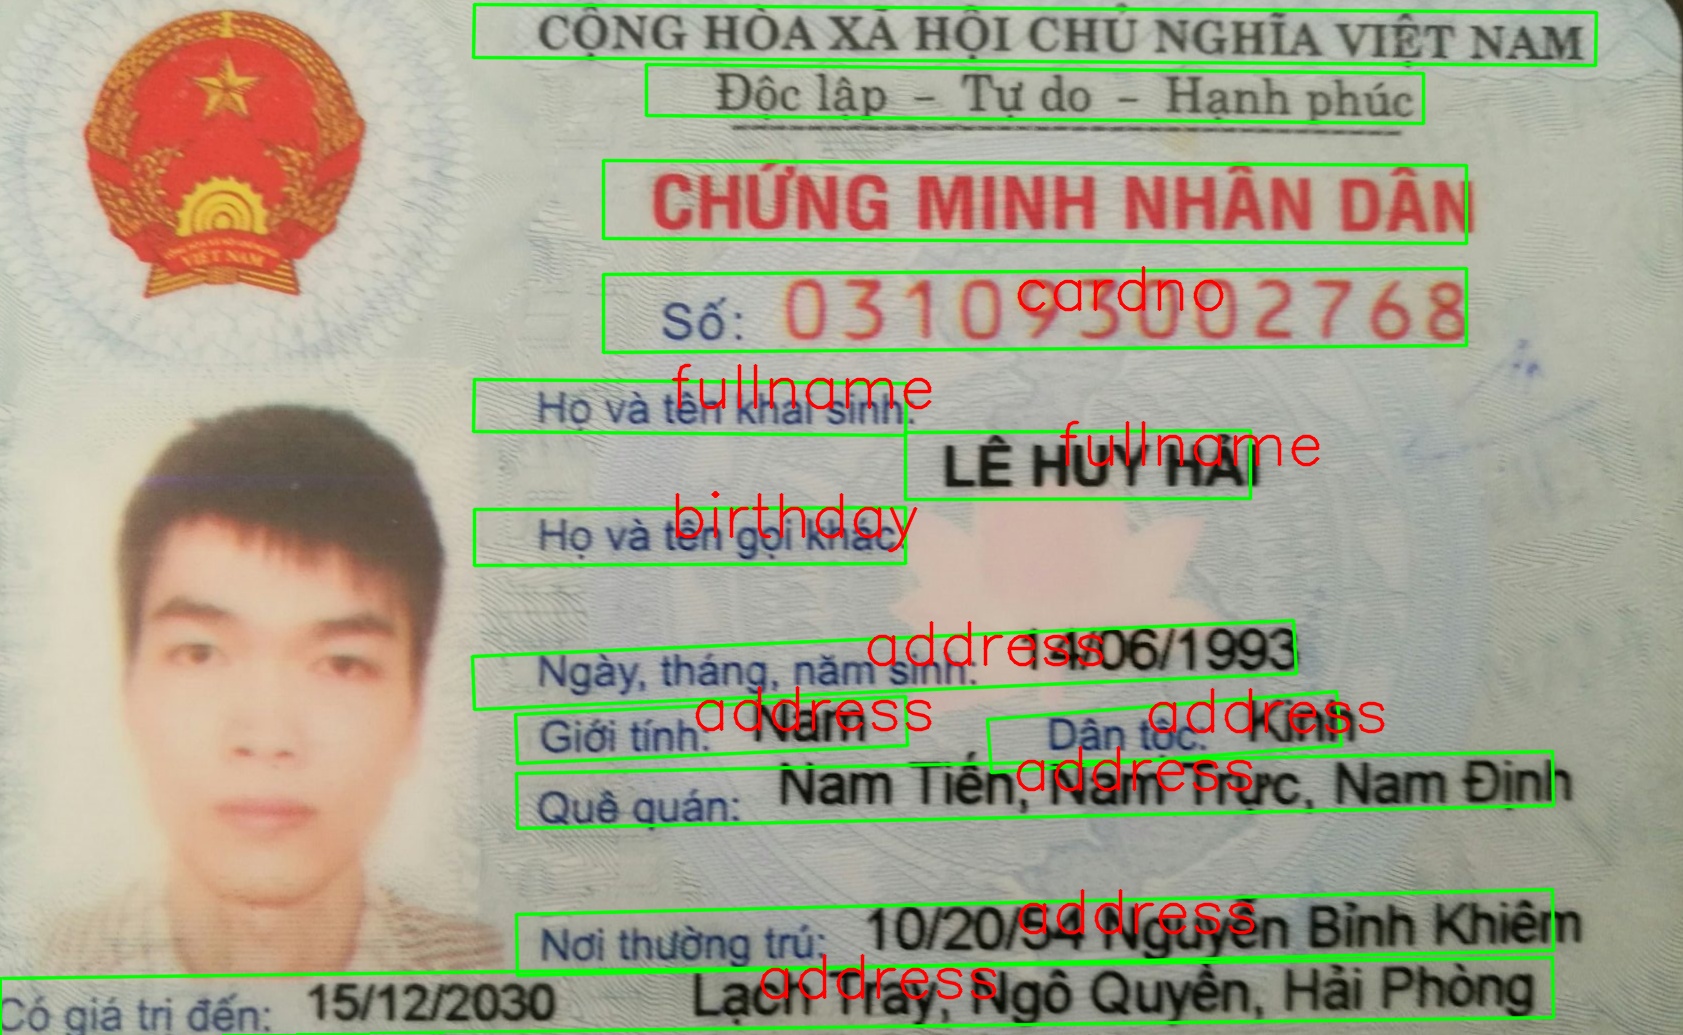 CỘNG HÒA XÃ HỘI CHỦ NGHĨA VIỆT NAM
Độc lập - Tự do - Hạnh phúc
VIỆT NAM
CHỨNG MINH NHÂN DÂN
cardno
Số: 031093002768
fullname
Họ và tên khai sinh:
fullname
LÊ HUY HẢI
birthday
Họ và tên gọi khác:
address
Ngày, tháng, năm sinh: 14/06/1993
address address
Giới tính: Nam Dân tộc: Kinh
address
Quê quán: Nam Tiến, Nam Trực, Nam Định
address
Nơi thường trú: 10/20/54 Nguyễn Bỉnh Khiêm
address
Có giá trị đến: 15/12/2030 Lạch Tray, Ngô Quyền, Hải Phòng